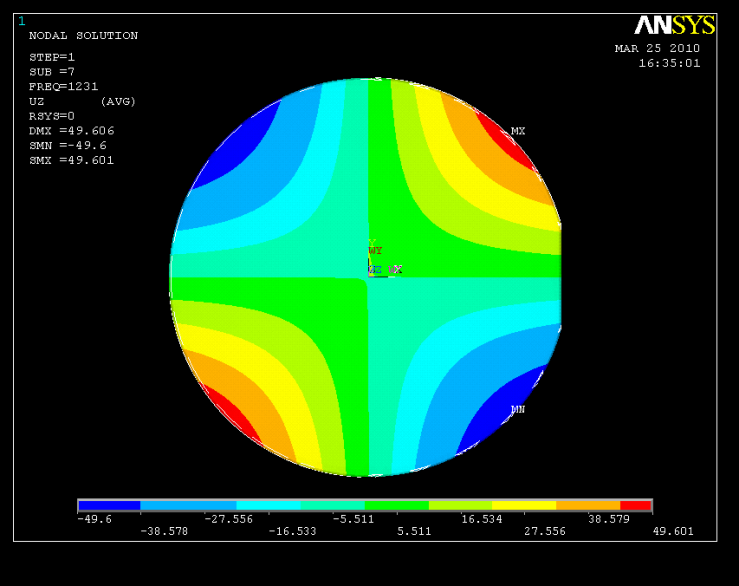 1
ANSYS
NODAL SOLUTION
MAR 25 2010
16:35:01
STEP=1
SUB =7
FREQ=1231
UZ (AVG)
RSYS=0
DMX =49.606
SMN =-49.6
SMX =49.601
MX
Y
WY
WZ
MN
-49.6 -27.556 -5.511 16.534 38.579
-38.578 -16.533 5.511 27.556 49.601